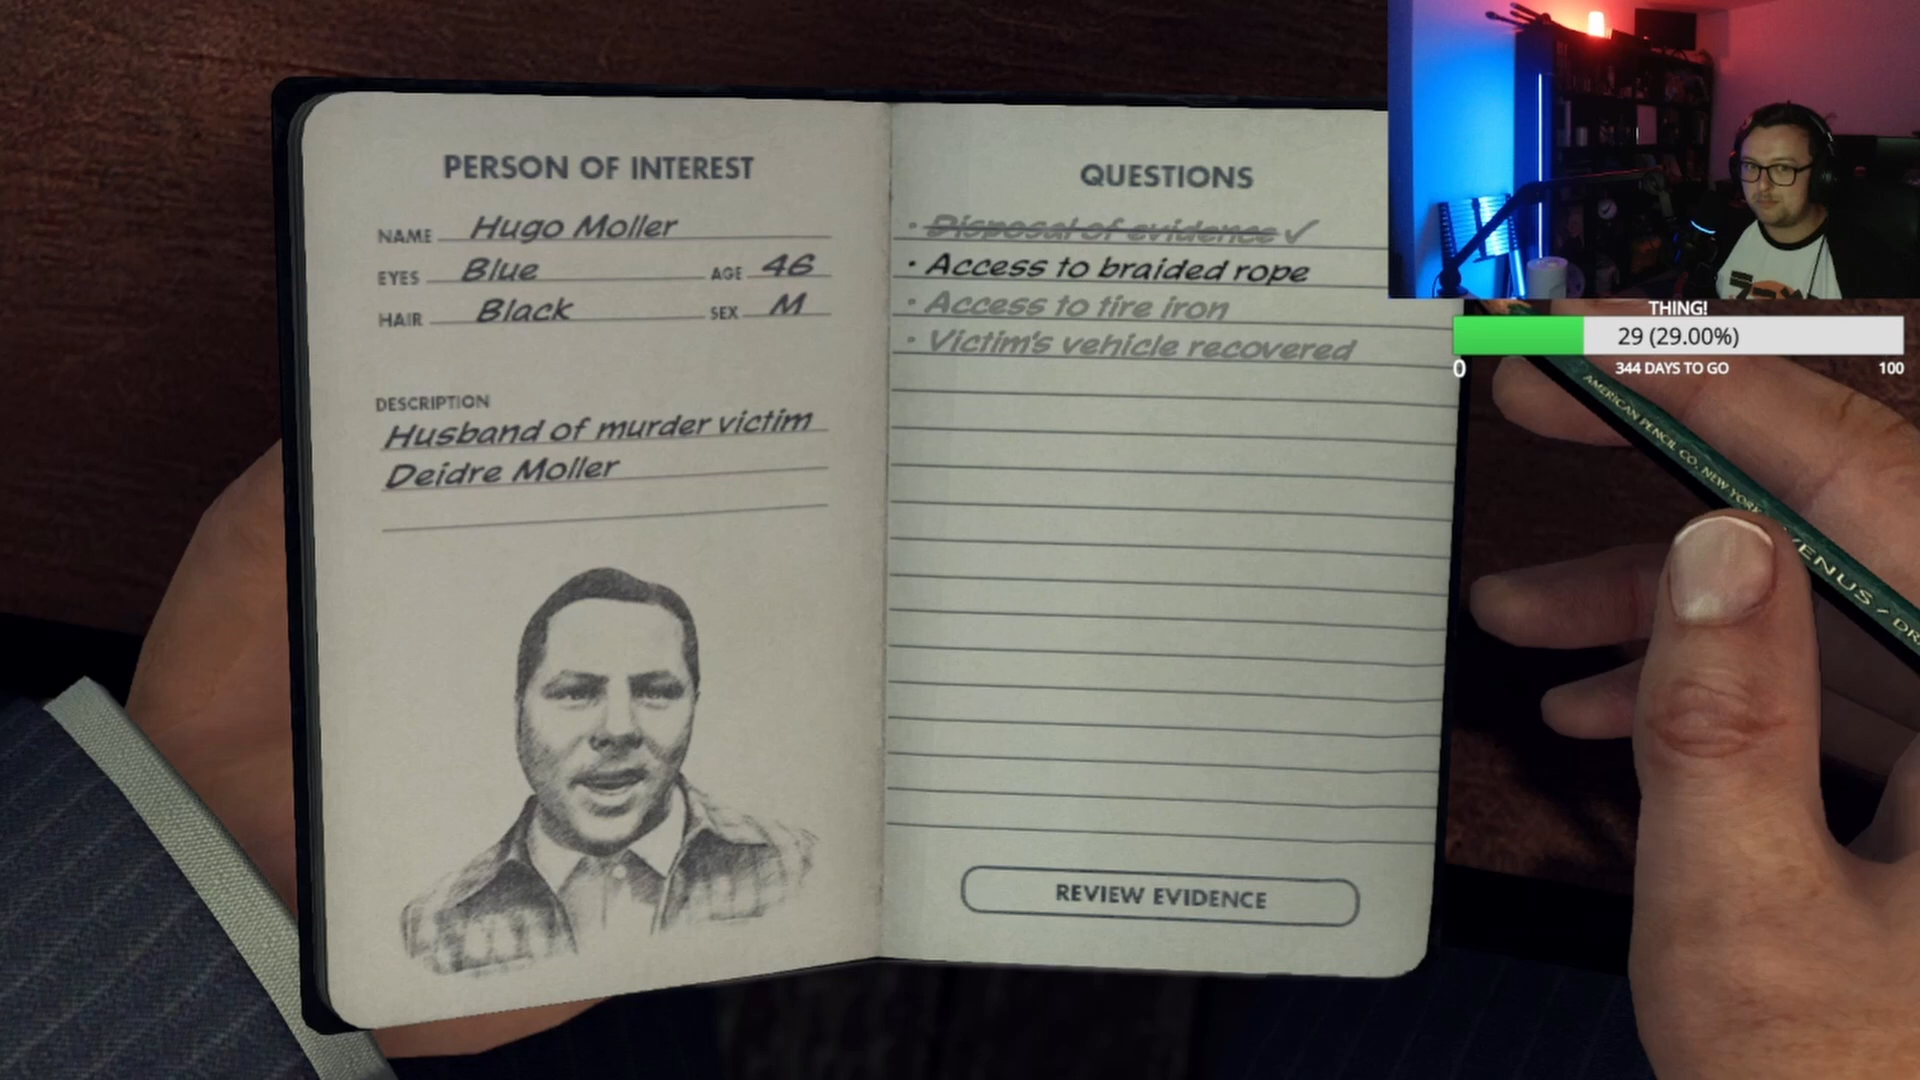 PERSON OF INTEREST
NAME Hugo Moller
EYES Blue AGE 46
HAIR Black SEX M
DESCRIPTION
Husband of murder victim
Deidre Moller
QUESTIONS
· Disposal of evidence ✓
· Access to braided rope
· Access to tire iron
· Victim's vehicle recovered
REVIEW EVIDENCE
THING!
29 (29.00%)
0 344 DAYS TO GO 100
AMERICAN PENCIL CO. NEW YORK VENUS / DR